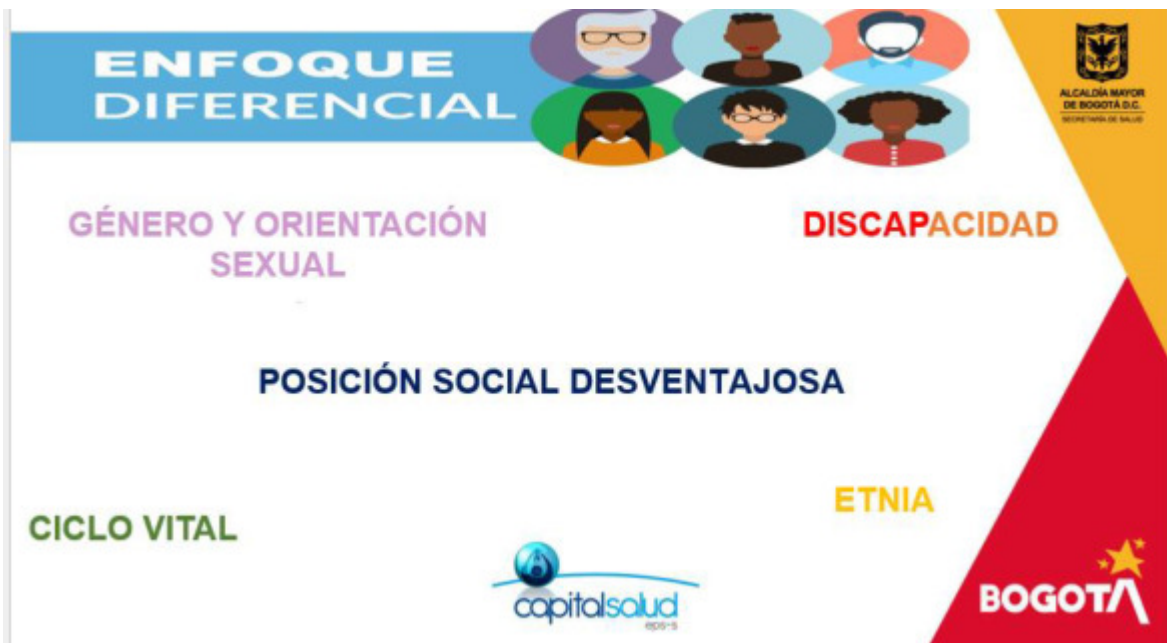 ENFOQUE
DIFERENCIAL
ALCALDÍA MAYOR
DE BOGOTÁ D.C.
SECRETARÍA DE SALUD
GÉNERO Y ORIENTACIÓN
SEXUAL
DISCAPACIDAD
POSICIÓN SOCIAL DESVENTAJOSA
ETNIA
CICLO VITAL
capitalsalud
eps-s
BOGOTÁ